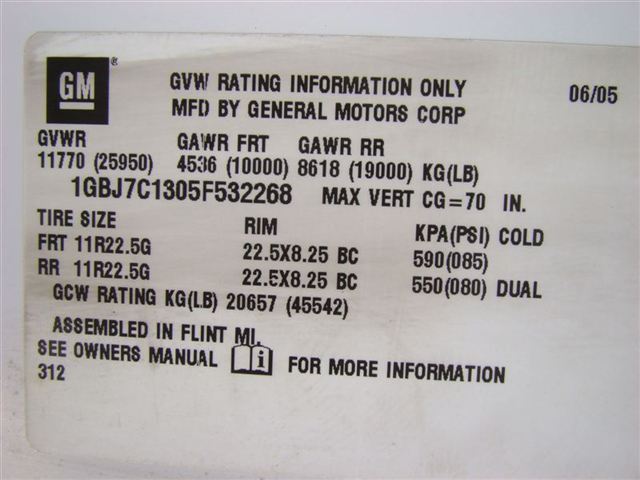 GM ®
GVW RATING INFORMATION ONLY 06/05
MFD BY GENERAL MOTORS CORP
GVWR GAWR FRT GAWR RR
11770 (25950) 4536 (10000) 8618 (19000) KG(LB)
1GBJ7C1305F532268 MAX VERT CG=70 IN.
TIRE SIZE RIM KPA(PSI) COLD
FRT 11R22.5G 22.5X8.25 BC 590(085)
RR 11R22.5G 22.5X8.25 BC 550(080) DUAL
GCW RATING KG(LB) 20657 (45542)
ASSEMBLED IN FLINT MI.
SEE OWNERS MANUAL i FOR MORE INFORMATION
312